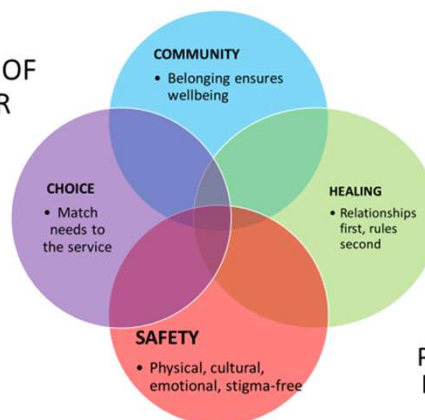 OF
R
COMMUNITY
• Belonging ensures
wellbeing
CHOICE
• Match
needs to
the service
HEALING
• Relationships
first, rules
second
SAFETY
• Physical, cultural,
emotional, stigma-free
P